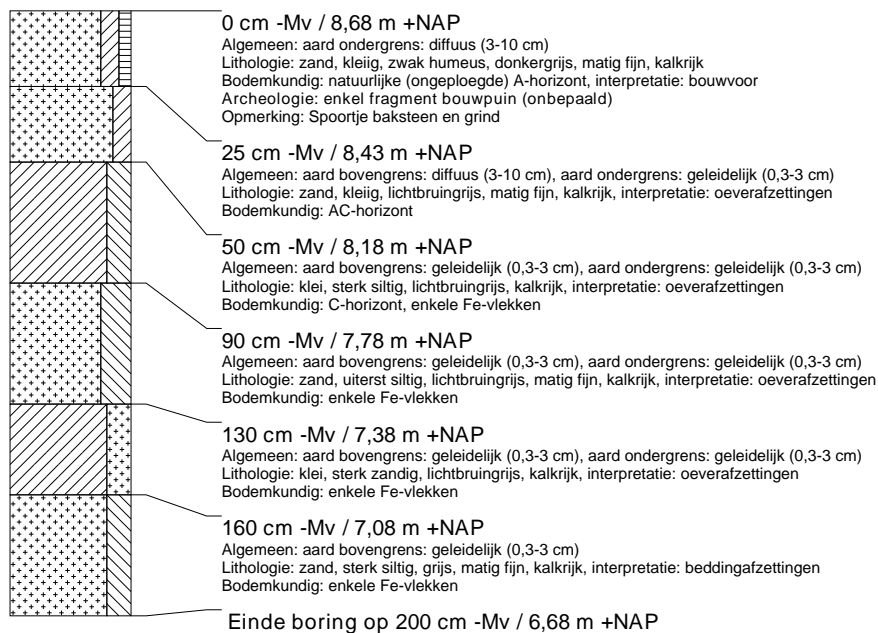 0 cm -Mv / 8,68 m +NAP
Algemeen: aard ondergrens: diffuus (3-10 cm)
Lithologie: zand, kleiig, zwak humeus, donkergrijs, matig fijn, kalkrijk
Bodemkundig: natuurlijke (ongeploegde) A-horizont, interpretatie: bouwvoor
Archeologie: enkel fragment bouwpuin (onbepaald)
Opmerking: Spoortje baksteen en grind
25 cm -Mv / 8,43 m +NAP
Algemeen: aard bovengrens: diffuus (3-10 cm), aard ondergrens: geleidelijk (0,3-3 cm)
Lithologie: zand, kleiig, lichtbruingrijs, matig fijn, kalkrijk, interpretatie: oeverafzettingen
Bodemkundig: AC-horizont
50 cm -Mv / 8,18 m +NAP
Algemeen: aard bovengrens: geleidelijk (0,3-3 cm), aard ondergrens: geleidelijk (0,3-3 cm)
Lithologie: klei, sterk siltig, lichtbruingrijs, kalkrijk, interpretatie: oeverafzettingen
Bodemkundig: C-horizont, enkele Fe-vlekken
90 cm -Mv / 7,78 m +NAP
Algemeen: aard bovengrens: geleidelijk (0,3-3 cm), aard ondergrens: geleidelijk (0,3-3 cm)
Lithologie: zand, uiterst siltig, lichtbruingrijs, matig fijn, kalkrijk, interpretatie: oeverafzettingen
Bodemkundig: enkele Fe-vlekken
130 cm -Mv / 7,38 m +NAP
Algemeen: aard bovengrens: geleidelijk (0,3-3 cm), aard ondergrens: geleidelijk (0,3-3 cm)
Lithologie: klei, sterk zandig, lichtbruingrijs, kalkrijk, interpretatie: oeverafzettingen
Bodemkundig: enkele Fe-vlekken
160 cm -Mv / 7,08 m +NAP
Algemeen: aard bovengrens: geleidelijk (0,3-3 cm)
Lithologie: zand, sterk siltig, grijs, matig fijn, kalkrijk, interpretatie: beddingafzettingen
Bodemkundig: enkele Fe-vlekken
Einde boring op 200 cm -Mv / 6,68 m +NAP